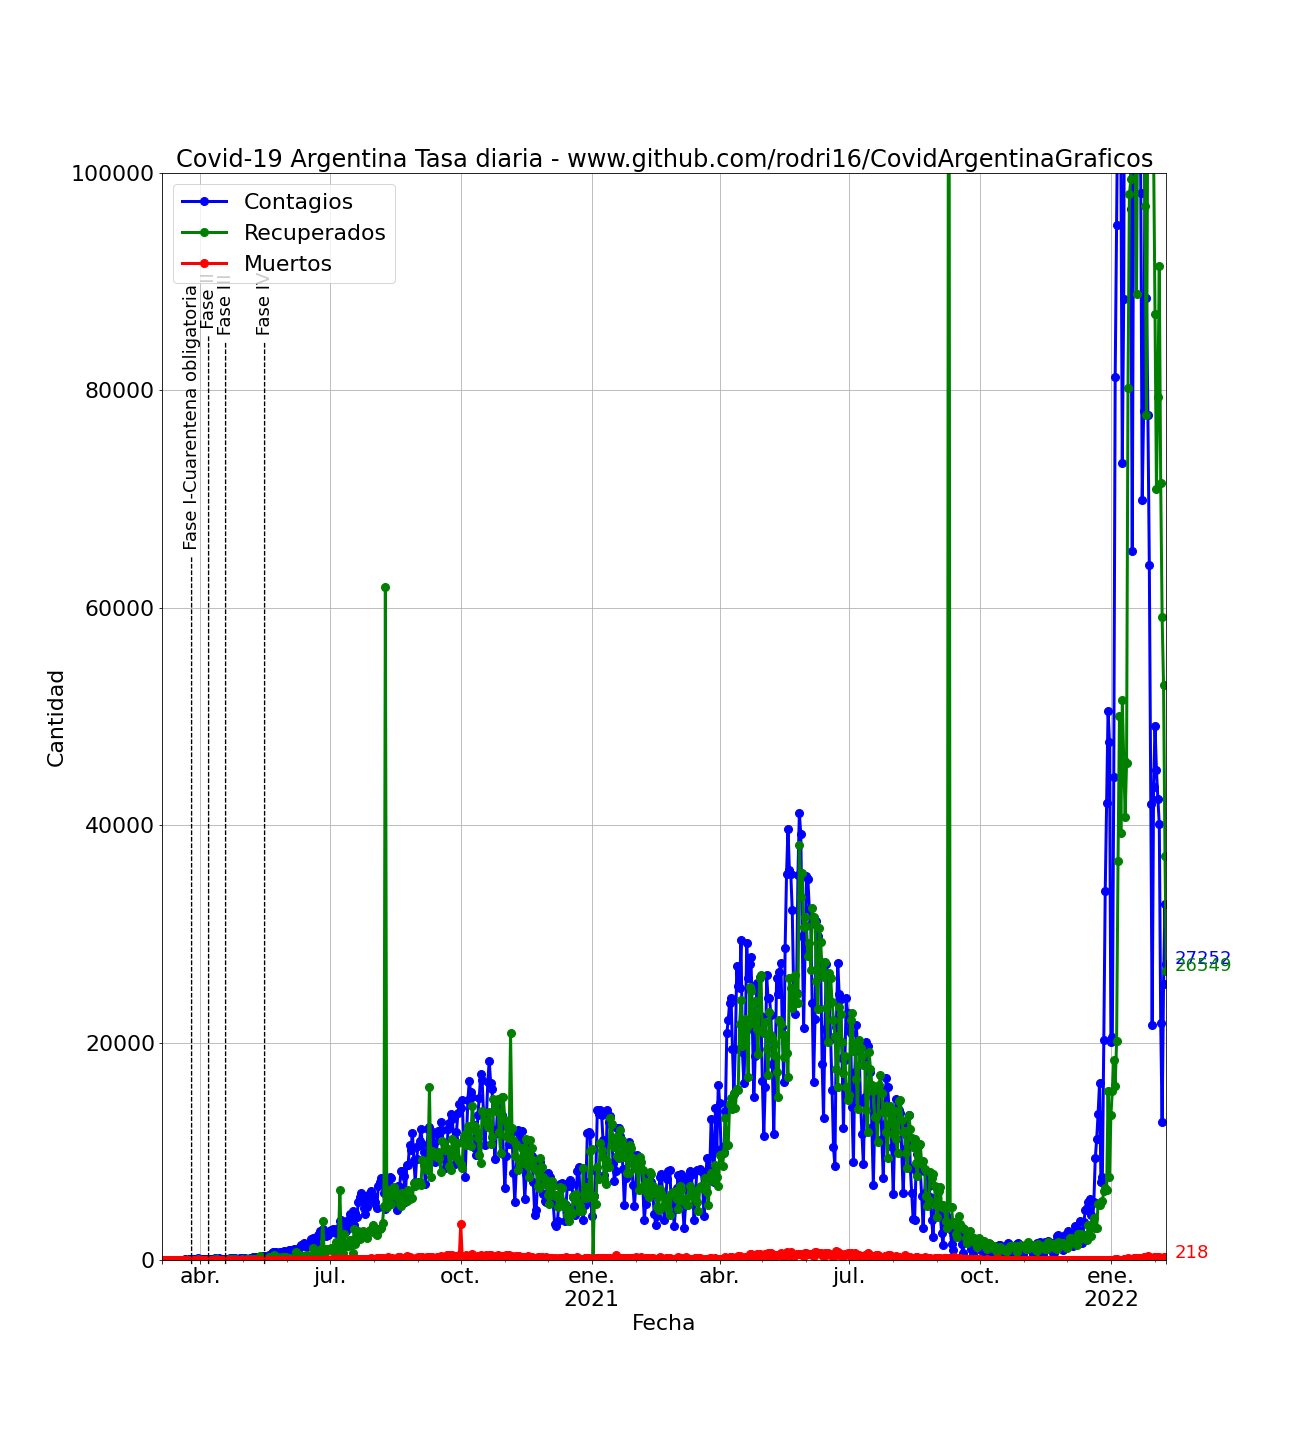 Covid-19 Argentina Tasa diaria - www.github.com/rodri16/CovidArgentinaGraficos
100000
80000
60000
40000
20000
0
Cantidad
Contagios
Recuperados
Muertos
Fase I-Cuarentena obligatoria
Fase II
Fase III
Fase IV
27252
26549
218
abr.
jul.
oct.
ene.
2021
abr.
jul.
oct.
ene.
2022
Fecha